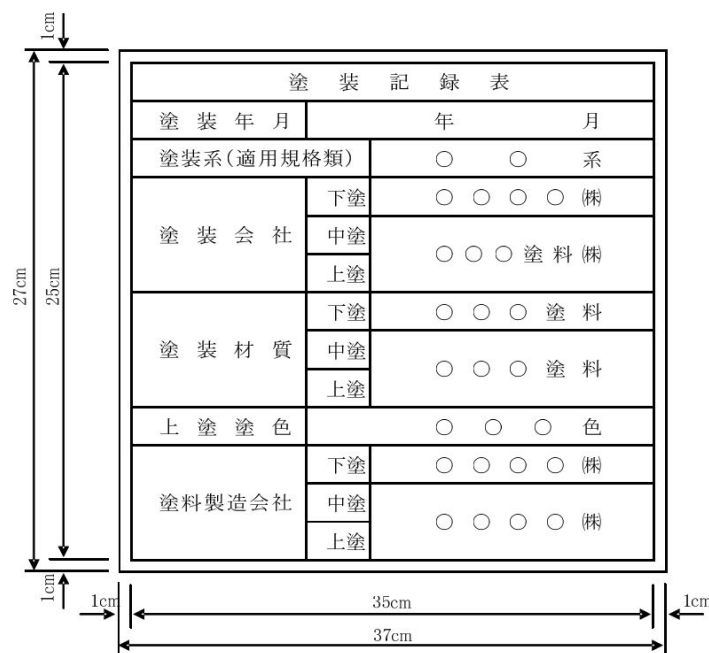 1cm
塗装記録表
塗装年月 年 月
塗装系(適用規格類) ○ ○ 系
塗装会社 下塗 ○○○○㈱
中塗 ○○○塗料㈱
上塗
塗装材質 下塗 ○○○塗料
中塗 ○○○塗料
上塗
上塗塗色 ○○○色
塗料製造会社 下塗 ○○○○㈱
中塗 ○○○○㈱
上塗
27cm
25cm
1cm
1cm 35cm 1cm
37cm